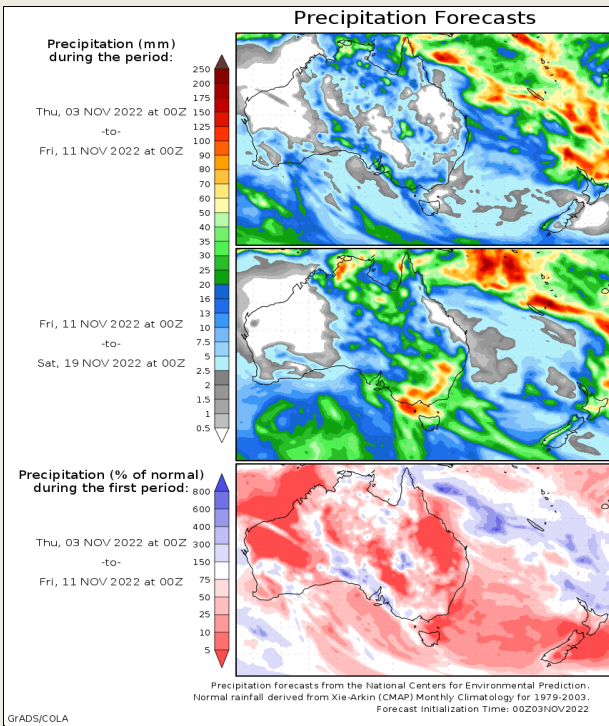 Precipitation Forecasts
Precipitation (mm)
during the period:
Thu, 03 NOV 2022 at 00Z
-to-
Fri, 11 NOV 2022 at 00Z
250
200
175
150
125
100
90
80
70
60
50
40
35
30
25
20
16
13
10
7.5
5
2.5
2
1.5
1
0.5
Fri, 11 NOV 2022 at 00Z
-to-
Sat, 19 NOV 2022 at 00Z
Precipitation (% of normal)
during the first period:
Thu, 03 NOV 2022 at 00Z
-to-
Fri, 11 NOV 2022 at 00Z
800
600
400
300
150
75
50
25
10
5
Precipitation forecasts from the National Centers for Environmental Prediction.
Normal rainfall derived from Xie-Arkin (CMAP) Monthly Climatology for 1979-2003.
Forecast Initialization Time: 00Z03NOV2022
GrADS/COLA